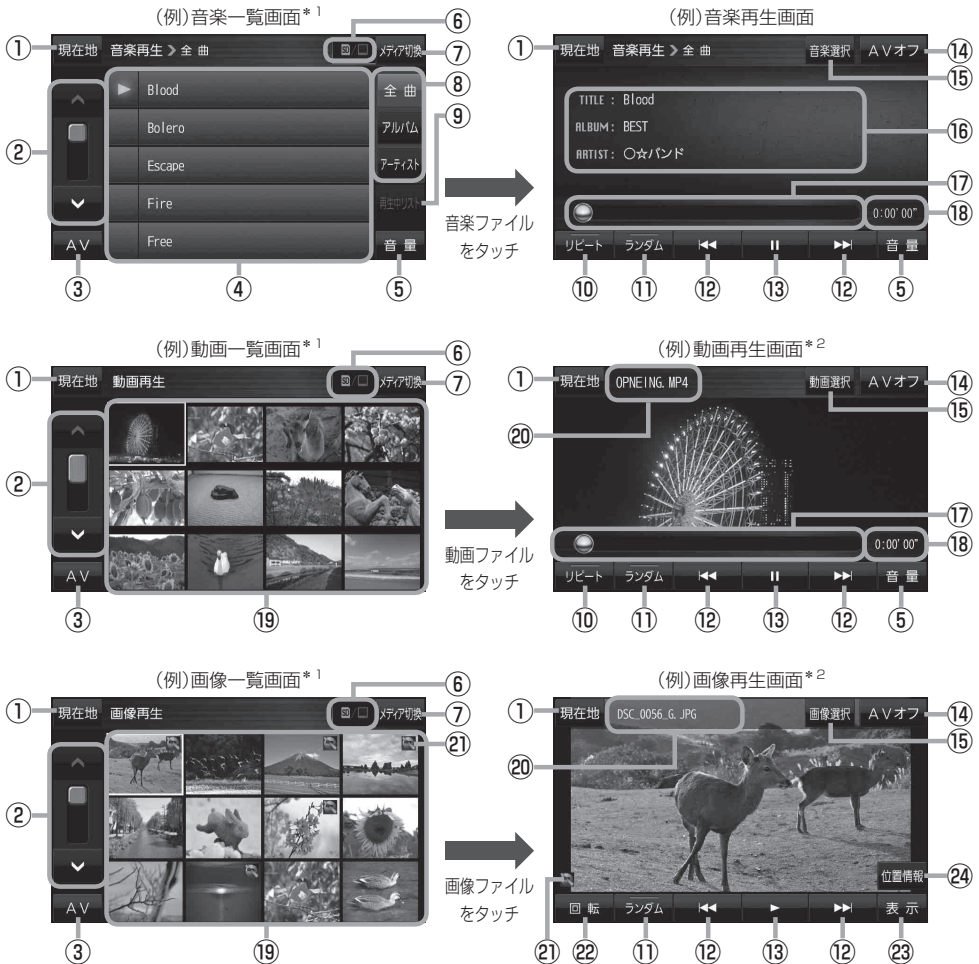 (例)音楽一覧画面*1
⑥
(例)音楽再生画面
① 現在地 音楽再生 > 全 曲 SD/ メディア切換 ⑦
① 現在地 音楽再生 > 全 曲 音楽選択 AVオフ ⑭
⑮
▶ Blood
全 曲 ⑧
Bolero
アルバム ⑨
②
Escape
アーティスト
Fire
再生中リスト
Free
AV
音 量
③ ④ ⑤
音楽ファイル
をタッチ
TITLE : Blood
ALBUM : BEST
ARTIST : ○☆バンド
⑯
⑰
0:00'00" ⑱
リピート ランダム 音 量
⑩ ⑪ ⑫ ⑬ ⑫ ⑤
(例)動画一覧画面*1
⑥
(例)動画再生画面*2
① 現在地 動画再生 SD/ メディア切換 ⑦
① 現在地 OPNEING.MP4 動画選択 AVオフ ⑭
⑮
⑳
②
AV
③ ⑲
動画ファイル
をタッチ
⑰
0:00'00" ⑱
リピート ランダム 音 量
⑩ ⑪ ⑫ ⑬ ⑫ ⑤
(例)画像一覧画面*1
⑥
(例)画像再生画面*2
① 現在地 画像再生 SD/ メディア切換 ⑦
① 現在地 DSC_0056_G.JPG 画像選択 AVオフ ⑭
⑮
㉑
⑳
②
AV
③ ⑲
画像ファイル
をタッチ
位置情報 ㉔
回 転 ランダム 表 示
㉑ ㉒ ⑪ ⑫ ⑬ ⑫ ㉓